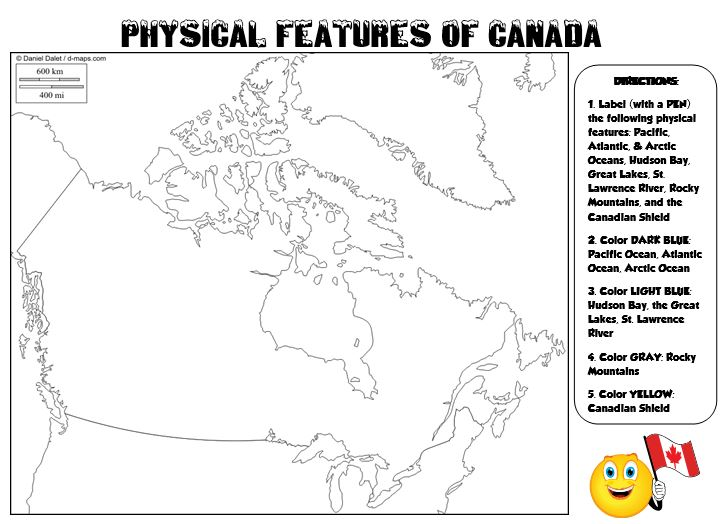 PHYSICAL FEATURES OF CANADA
© Daniel Dalet / d-maps.com
600 km
400 mi
DIRECTIONS:
1. Label (with a PEN)
the following physical
features: Pacific,
Atlantic, & Arctic
Oceans, Hudson Bay,
Great Lakes, St.
Lawrence River, Rocky
Mountains, and the
Canadian Shield
2. Color DARK BLUE:
Pacific Ocean, Atlantic
Ocean, Arctic Ocean
3. Color LIGHT BLUE:
Hudson Bay, the Great
Lakes, St. Lawrence
River
4. Color GRAY: Rocky
Mountains
5. Color YELLOW:
Canadian Shield